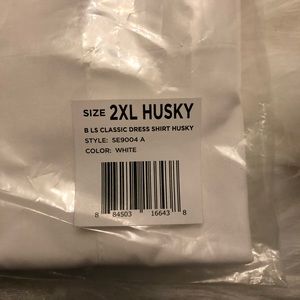 SIZE 2XL HUSKY
B LS CLASSIC DRESS SHIRT HUSKY
STYLE: SE9004 A
COLOR: WHITE
8 84503 16643 8